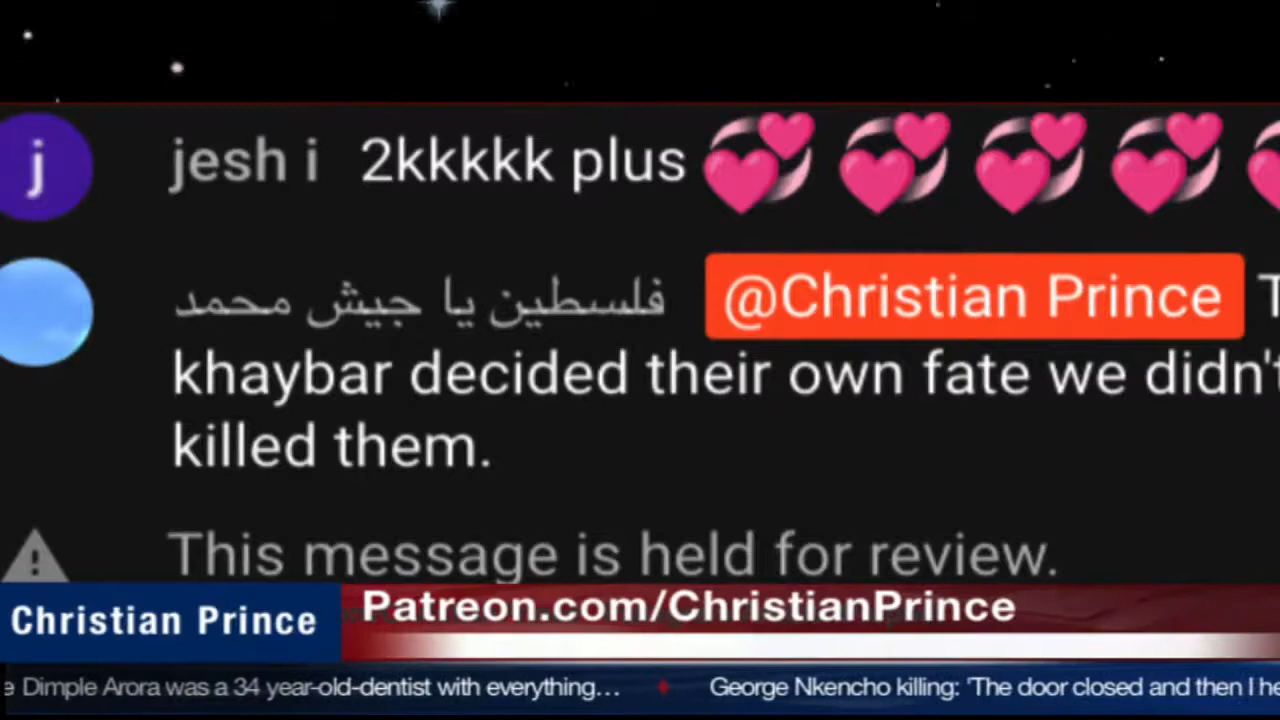 j
jesh i 2kkkkk plus 💞 💞 💞 💞
فلسطين يا جيش محمد @Christian Prince T
khaybar decided their own fate we didn't
killed them.
This message is held for review.
Christian Prince
Patreon.com/ChristianPrince
e Dimple Arora was a 34 year-old-dentist with everything... ♦ George Nkencho killing: 'The door closed and then I he